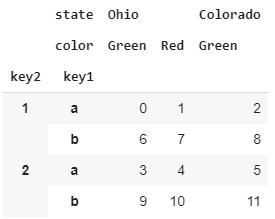 state Ohio Colorado
color Green Red Green
key2 key1
1 a 0 1 2
b 6 7 8
2 a 3 4 5
b 9 10 11